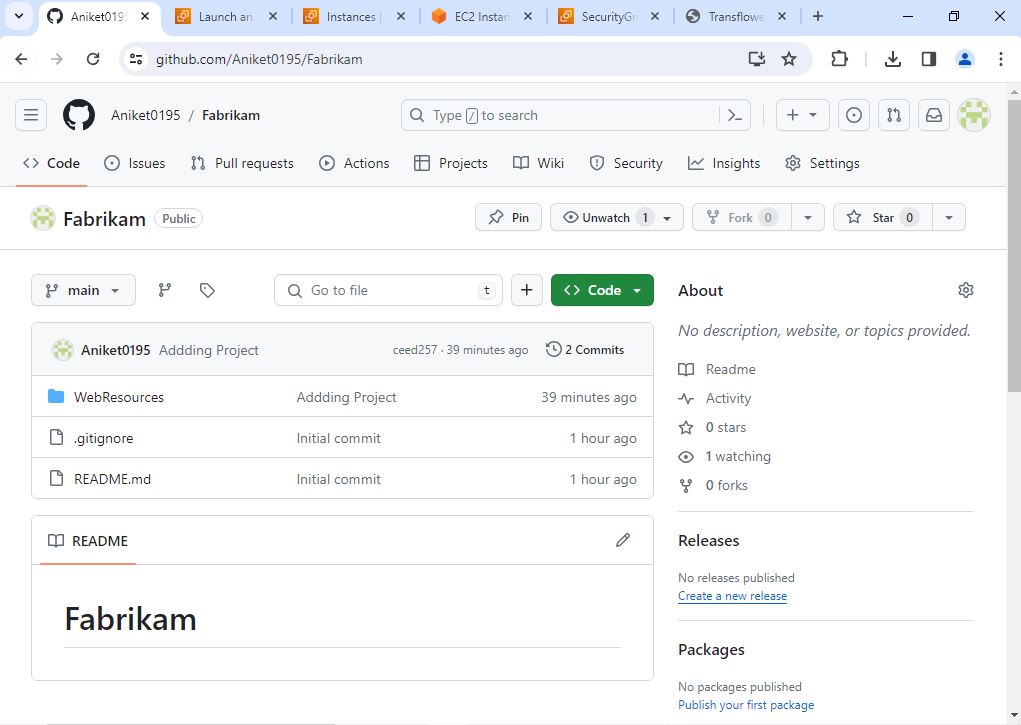 Aniket019
Launch an
Instances
EC2 Instan
SecurityGr
Transflowe
github.com/Aniket0195/Fabrikam
Aniket0195 / Fabrikam
Type / to search
Code Issues Pull requests Actions Projects Wiki Security Insights Settings
Fabrikam Public
Pin Unwatch 1 Fork 0 Star 0
main
Go to file t
+ <> Code
Aniket0195 Addding Project ceed257 · 39 minutes ago 2 Commits
WebResources Addding Project 39 minutes ago
.gitignore Initial commit 1 hour ago
README.md Initial commit 1 hour ago
README
Fabrikam
About
No description, website, or topics provided.
Readme
Activity
0 stars
1 watching
0 forks
Releases
No releases published
Create a new release
Packages
No packages published
Publish your first package